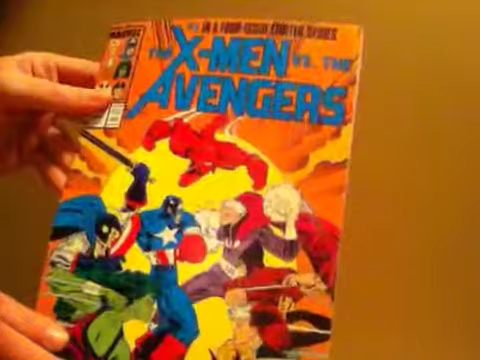 IN A FOUR-ISSUE LIMITED SERIES
THE X-MEN VS. THE
AVENGERS